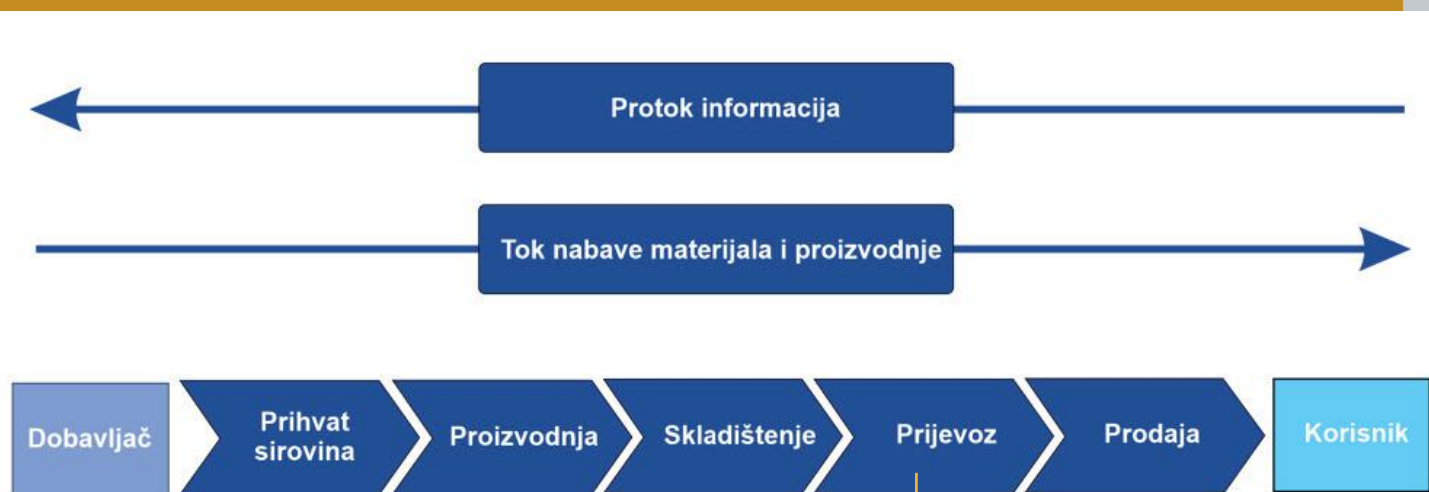 Protok informacija
Tok nabave materijala i proizvodnje
Dobavljač
Prihvat
sirovina
Proizvodnja
Skladištenje
Prijevoz
Prodaja
Korisnik